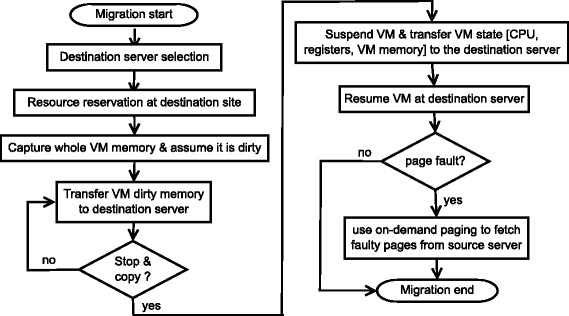 Migration start
Destination server selection
Resource reservation at destination site
Capture whole VM memory & assume it is dirty
Transfer VM dirty memory
to destination server
no
Stop &
copy ?
yes
Suspend VM & transfer VM state [CPU,
registers, VM memory] to the destination server
Resume VM at destination server
no
page fault?
yes
use on-demand paging to fetch
faulty pages from source server
Migration end